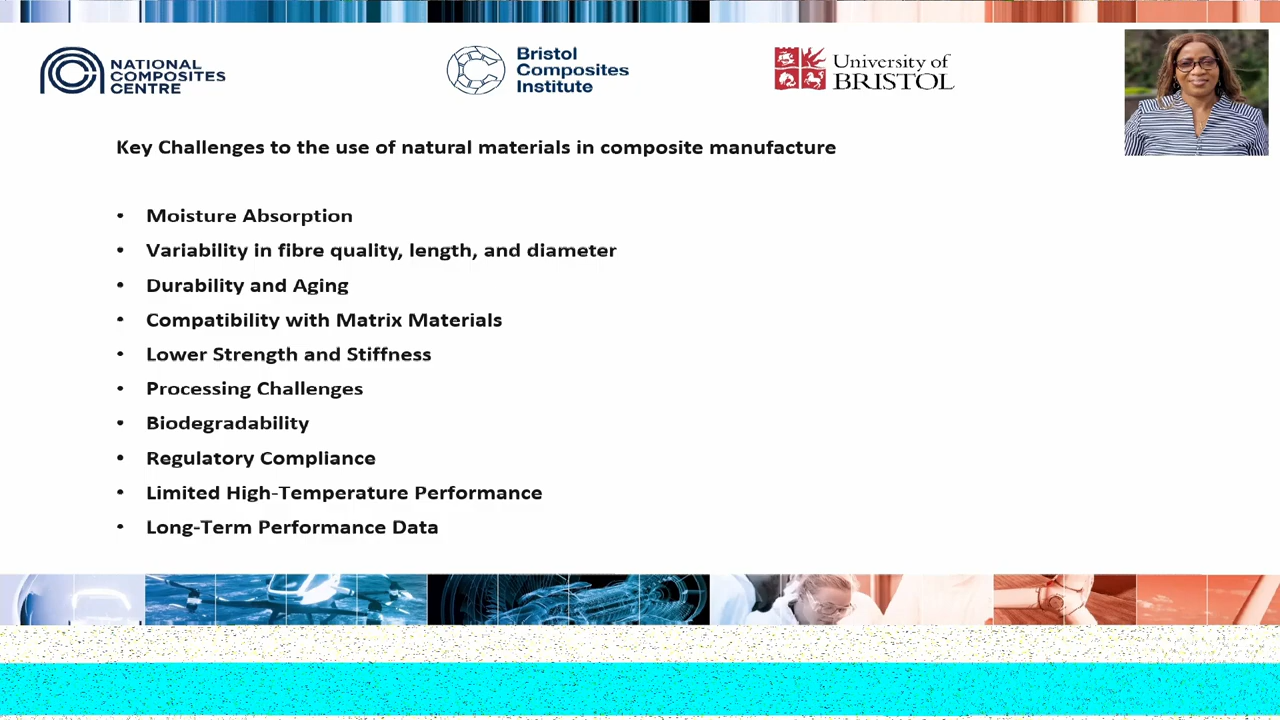 NATIONAL
COMPOSITES
CENTRE
Bristol
Composites
Institute
University of
BRISTOL
Key Challenges to the use of natural materials in composite manufacture
• Moisture Absorption
• Variability in fibre quality, length, and diameter
• Durability and Aging
• Compatibility with Matrix Materials
• Lower Strength and Stiffness
• Processing Challenges
• Biodegradability
• Regulatory Compliance
• Limited High-Temperature Performance
• Long-Term Performance Data